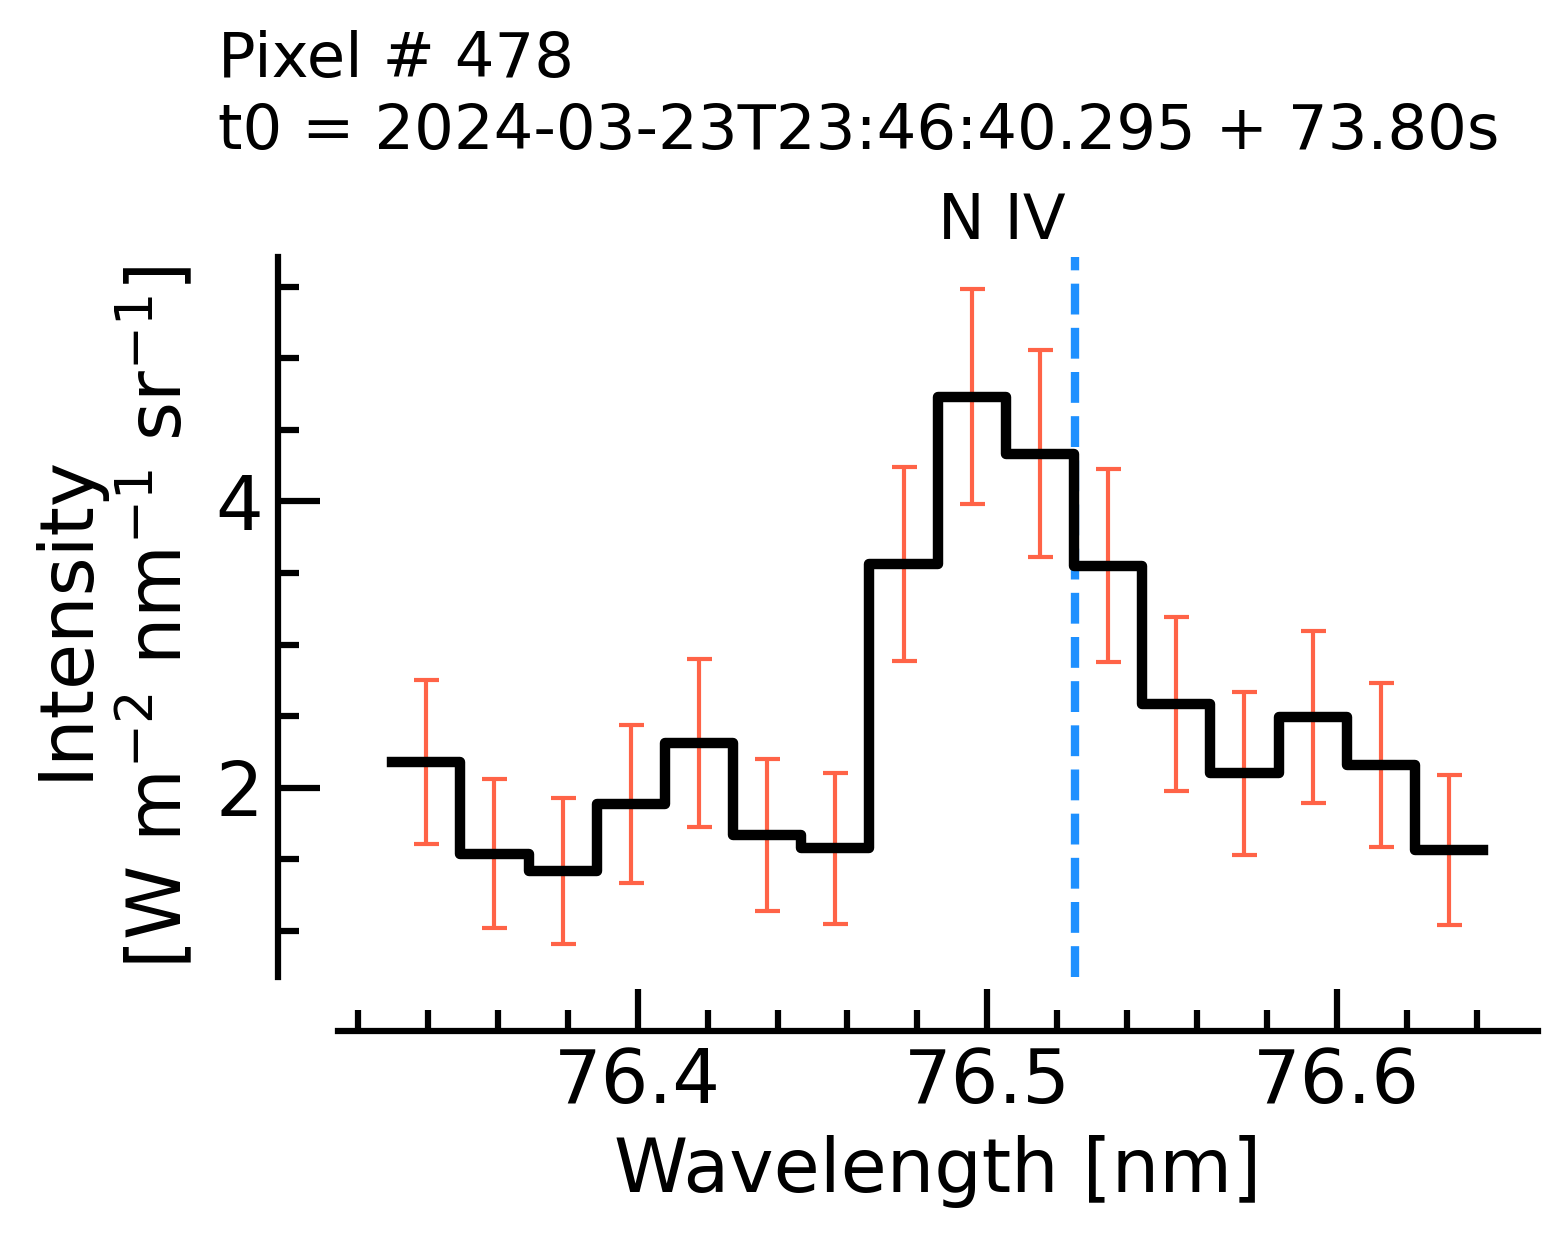 Pixel # 478
t0 = 2024-03-23T23:46:40.295 + 73.80s
N IV
Intensity
[W m⁻² nm⁻¹ sr⁻¹]
4
2
76.4 76.5 76.6
Wavelength [nm]